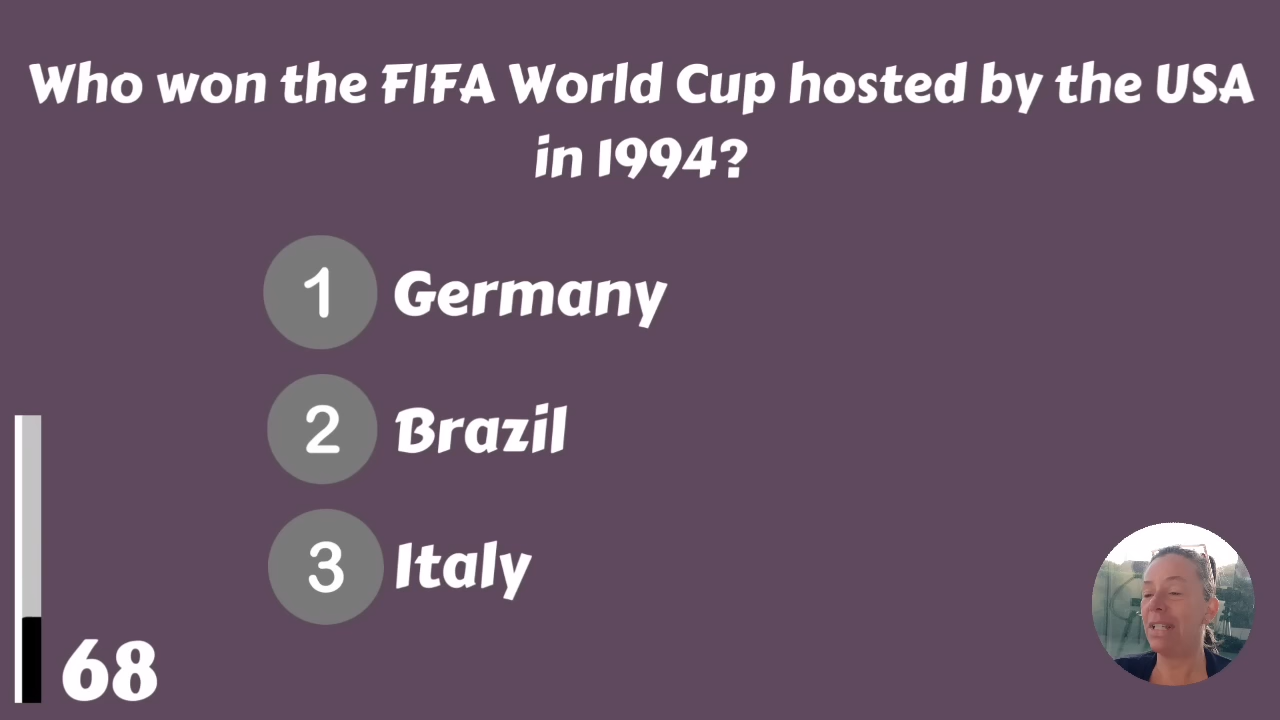 Who won the FIFA World Cup hosted by the USA
in 1994?
1 Germany
2 Brazil
3 Italy
68